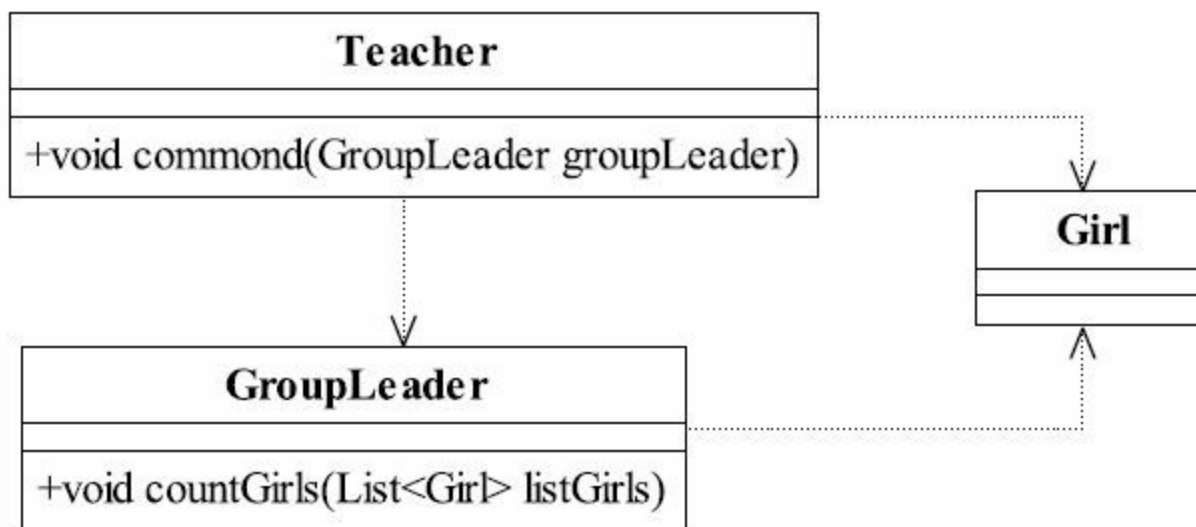 Teacher
+void commond(GroupLeader groupLeader)
Girl
GroupLeader
+void countGirls(List<Girl> listGirls)